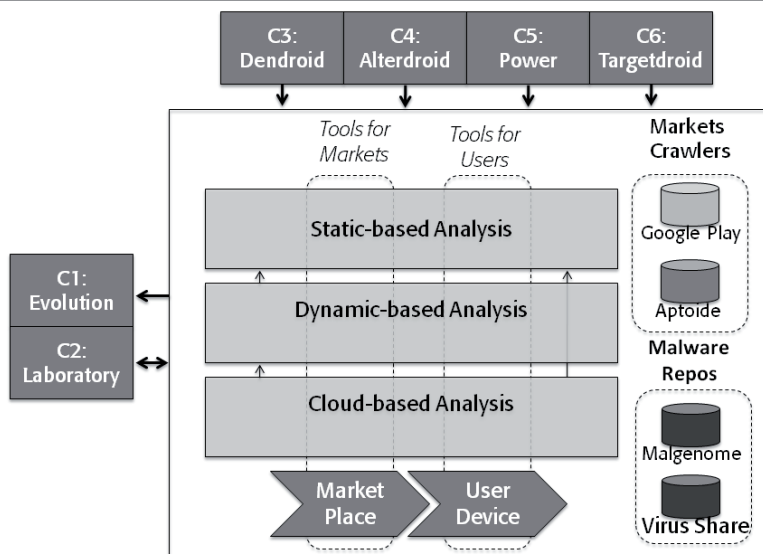 C3:
Dendroid
C4:
Alterdroid
C5:
Power
C6:
Targetdroid
Tools for
Markets
Tools for
Users
Markets
Crawlers
Static-based Analysis
Google Play
C1:
Evolution
Dynamic-based Analysis
Aptoide
C2:
Laboratory
Malware
Repos
Cloud-based Analysis
Malgenome
Market
Place
User
Device
Virus Share